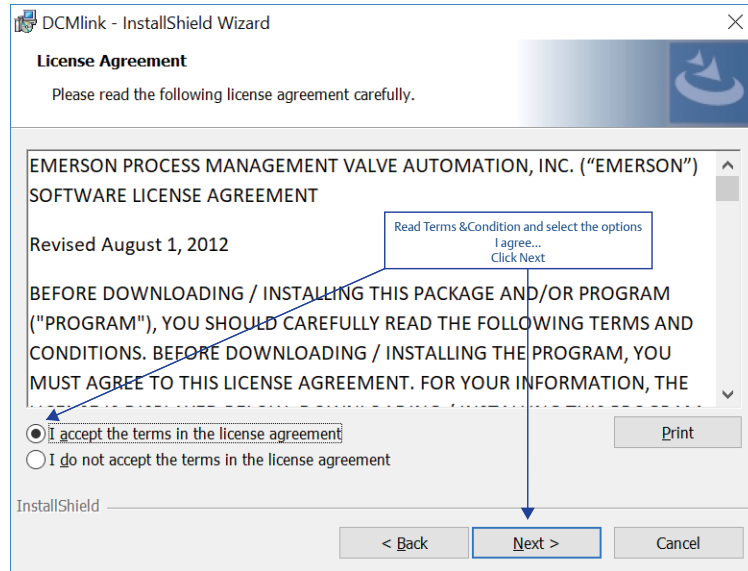 DCMlink - InstallShield Wizard
License Agreement
Please read the following license agreement carefully.
EMERSON PROCESS MANAGEMENT VALVE AUTOMATION, INC. (“EMERSON”)
SOFTWARE LICENSE AGREEMENT
Read Terms &Condition and select the options
I agree...
Click Next
Revised August 1, 2012
BEFORE DOWNLOADING / INSTALLING THIS PACKAGE AND/OR PROGRAM
("PROGRAM"), YOU SHOULD CAREFULLY READ THE FOLLOWING TERMS AND
CONDITIONS. BEFORE DOWNLOADING / INSTALLING THE PROGRAM, YOU
MUST AGREE TO THIS LICENSE AGREEMENT. FOR YOUR INFORMATION, THE
I accept the terms in the license agreement
Print
I do not accept the terms in the license agreement
InstallShield
< Back
Next >
Cancel